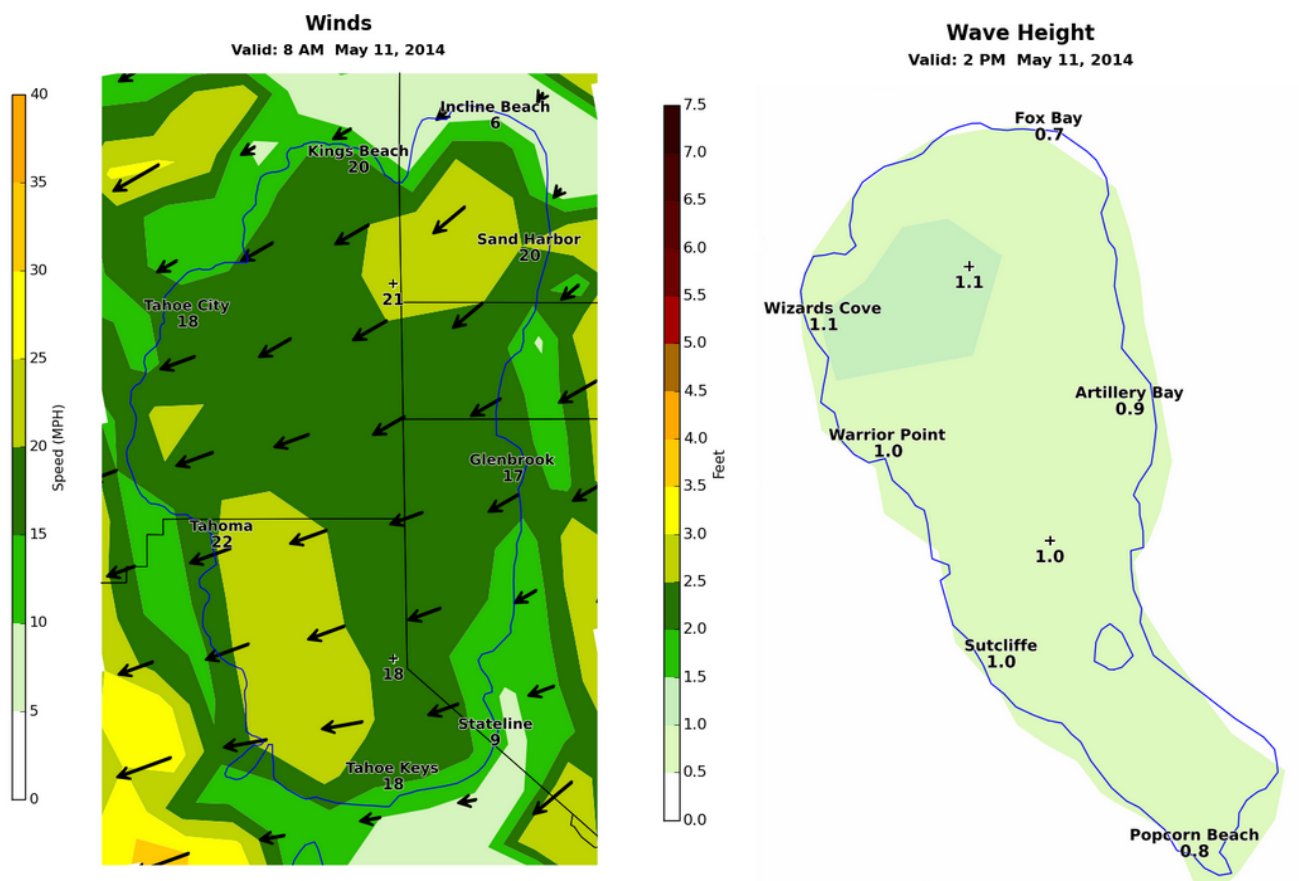 Winds
Valid: 8 AM May 11, 2014
40
35
30
25
20
15
10
5
0
Speed (MPH)
Incline Beach
6
Kings Beach
20
Sand Harbor
20
+
21
Tahoe City
18
Glenbrook
17
Tahoma
22
+
18
Stateline
9
Tahoe Keys
18
Wave Height
Valid: 2 PM May 11, 2014
7.5
7.0
6.5
6.0
5.5
5.0
4.5
4.0
3.5
3.0
2.5
2.0
1.5
1.0
0.5
0.0
Feet
Fox Bay
0.7
+
1.1
Wizards Cove
1.1
Artillery Bay
0.9
Warrior Point
1.0
+
1.0
Sutcliffe
1.0
Popcorn Beach
0.8